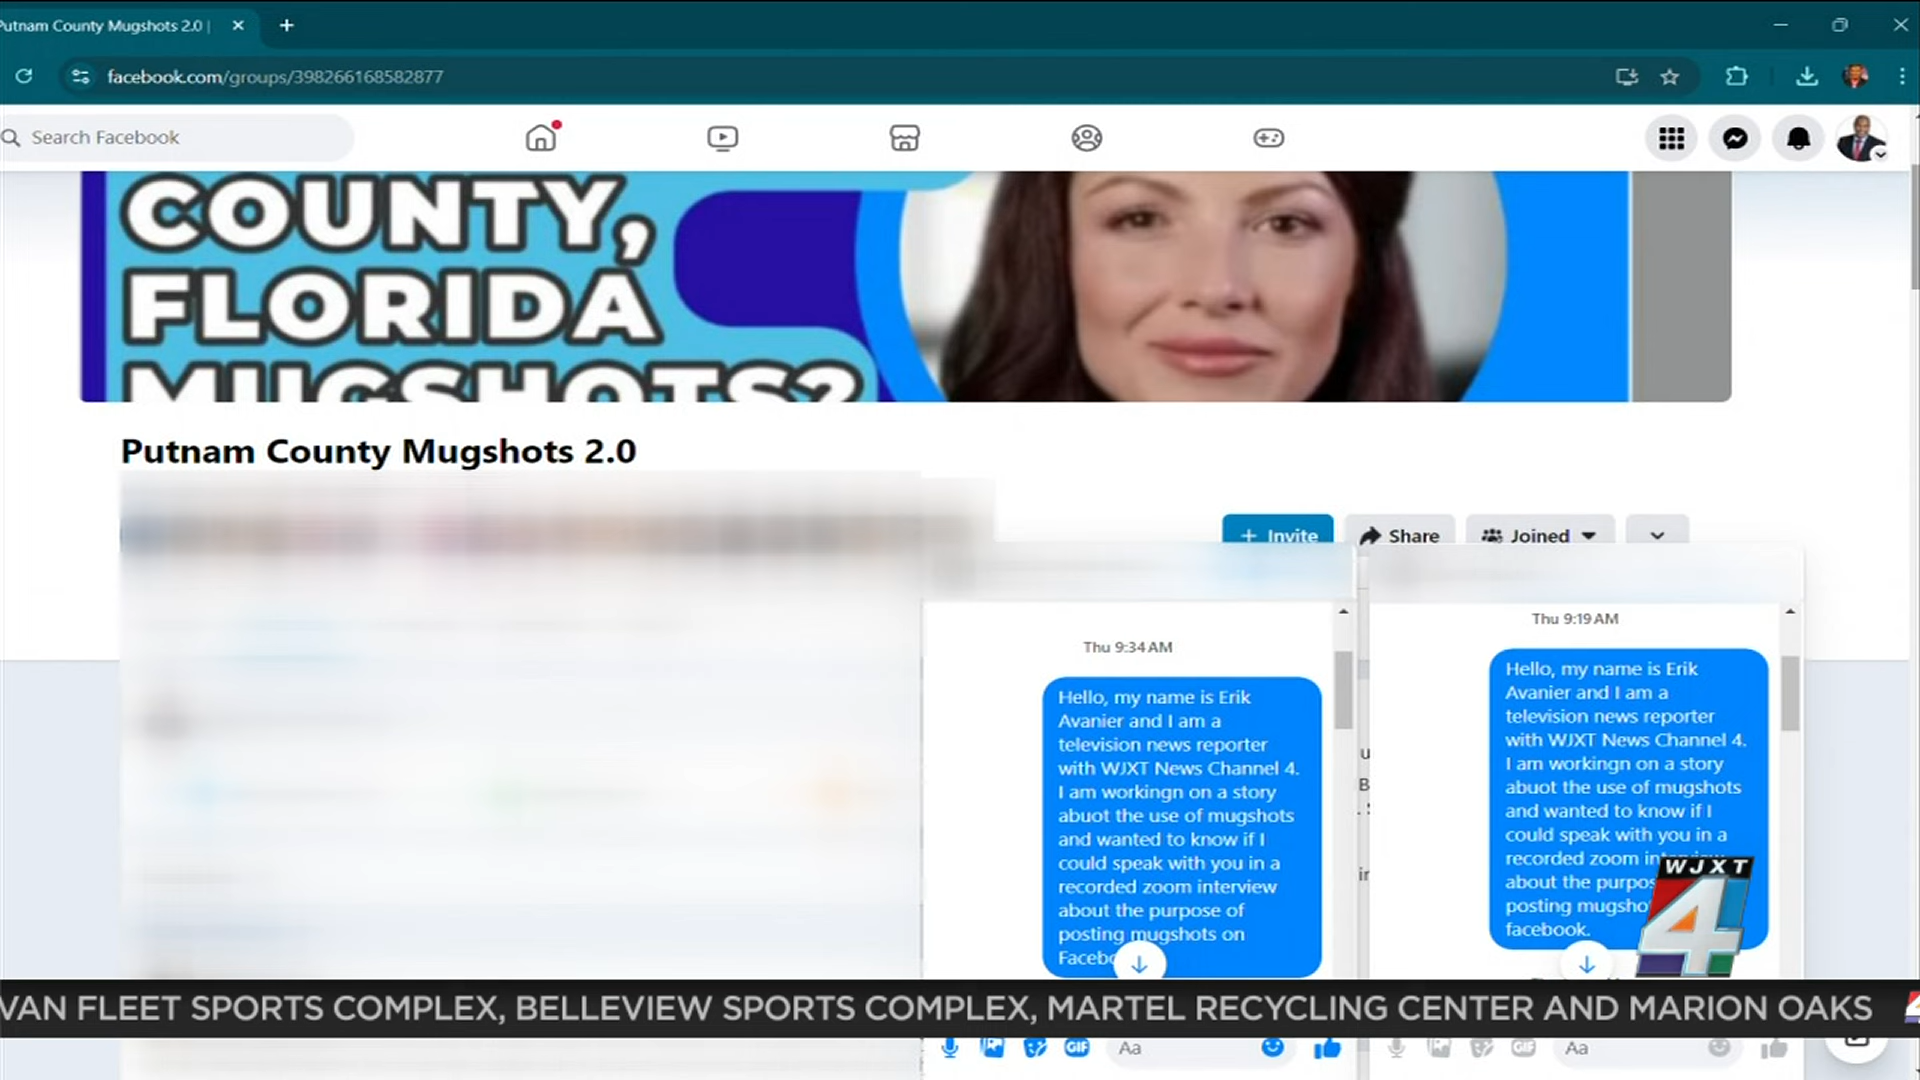 Putnam County Mugshots 2.0
facebook.com/groups/398266168582877
Search Facebook
COUNTY,
FLORIDA
MUGSHOTS?
Putnam County Mugshots 2.0
+ Invite
Share
Joined
Thu 9:34 AM
Hello, my name is Erik
Avanier and I am a
television news reporter
with WJXT News Channel 4.
I am workingn on a story
abuot the use of mugshots
and wanted to know if I
could speak with you in a
recorded zoom interview
about the purpose of
posting mugshots on
Thu 9:19 AM
Hello, my name is Erik
Avanier and I am a
television news reporter
with WJXT News Channel 4.
I am workingn on a story
abuot the use of mugshots
and wanted to know if I
could speak with you in a
recorded zoom
about the
posting
facebook.
WJXT
4
VAN FLEET SPORTS COMPLEX, BELLEVIEW SPORTS COMPLEX, MARTEL RECYCLING CENTER AND MARION OAKS
GIF
Aa
GIF
Aa